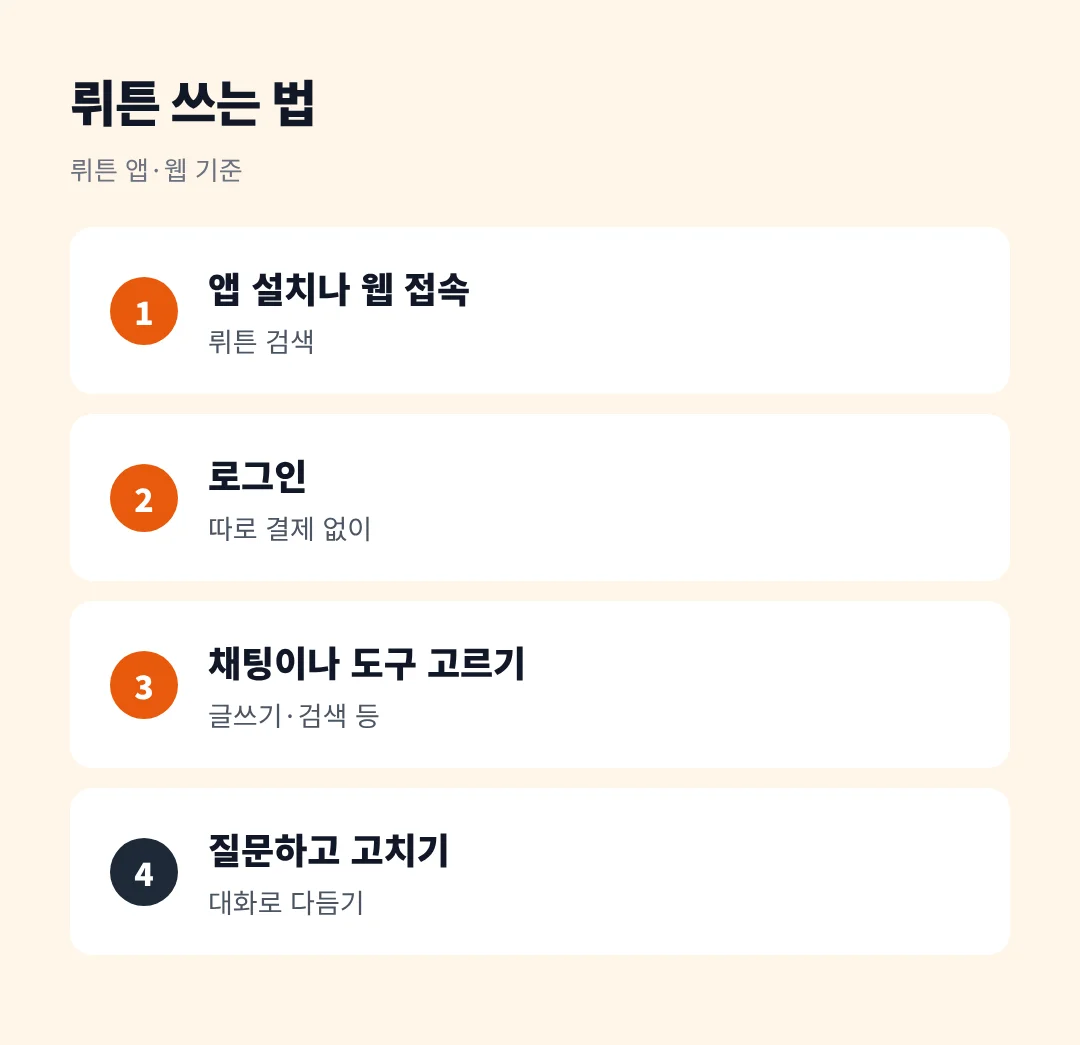 뤼튼 쓰는 법
뤼튼 앱·웹 기준
1
앱 설치나 웹 접속
뤼튼 검색
2
로그인
따로 결제 없이
3
채팅이나 도구 고르기
글쓰기·검색 등
4
질문하고 고치기
대화로 다듬기